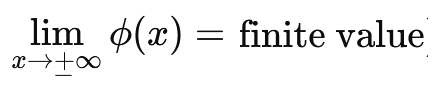 lim ϕ(x) = finite value
x→±∞